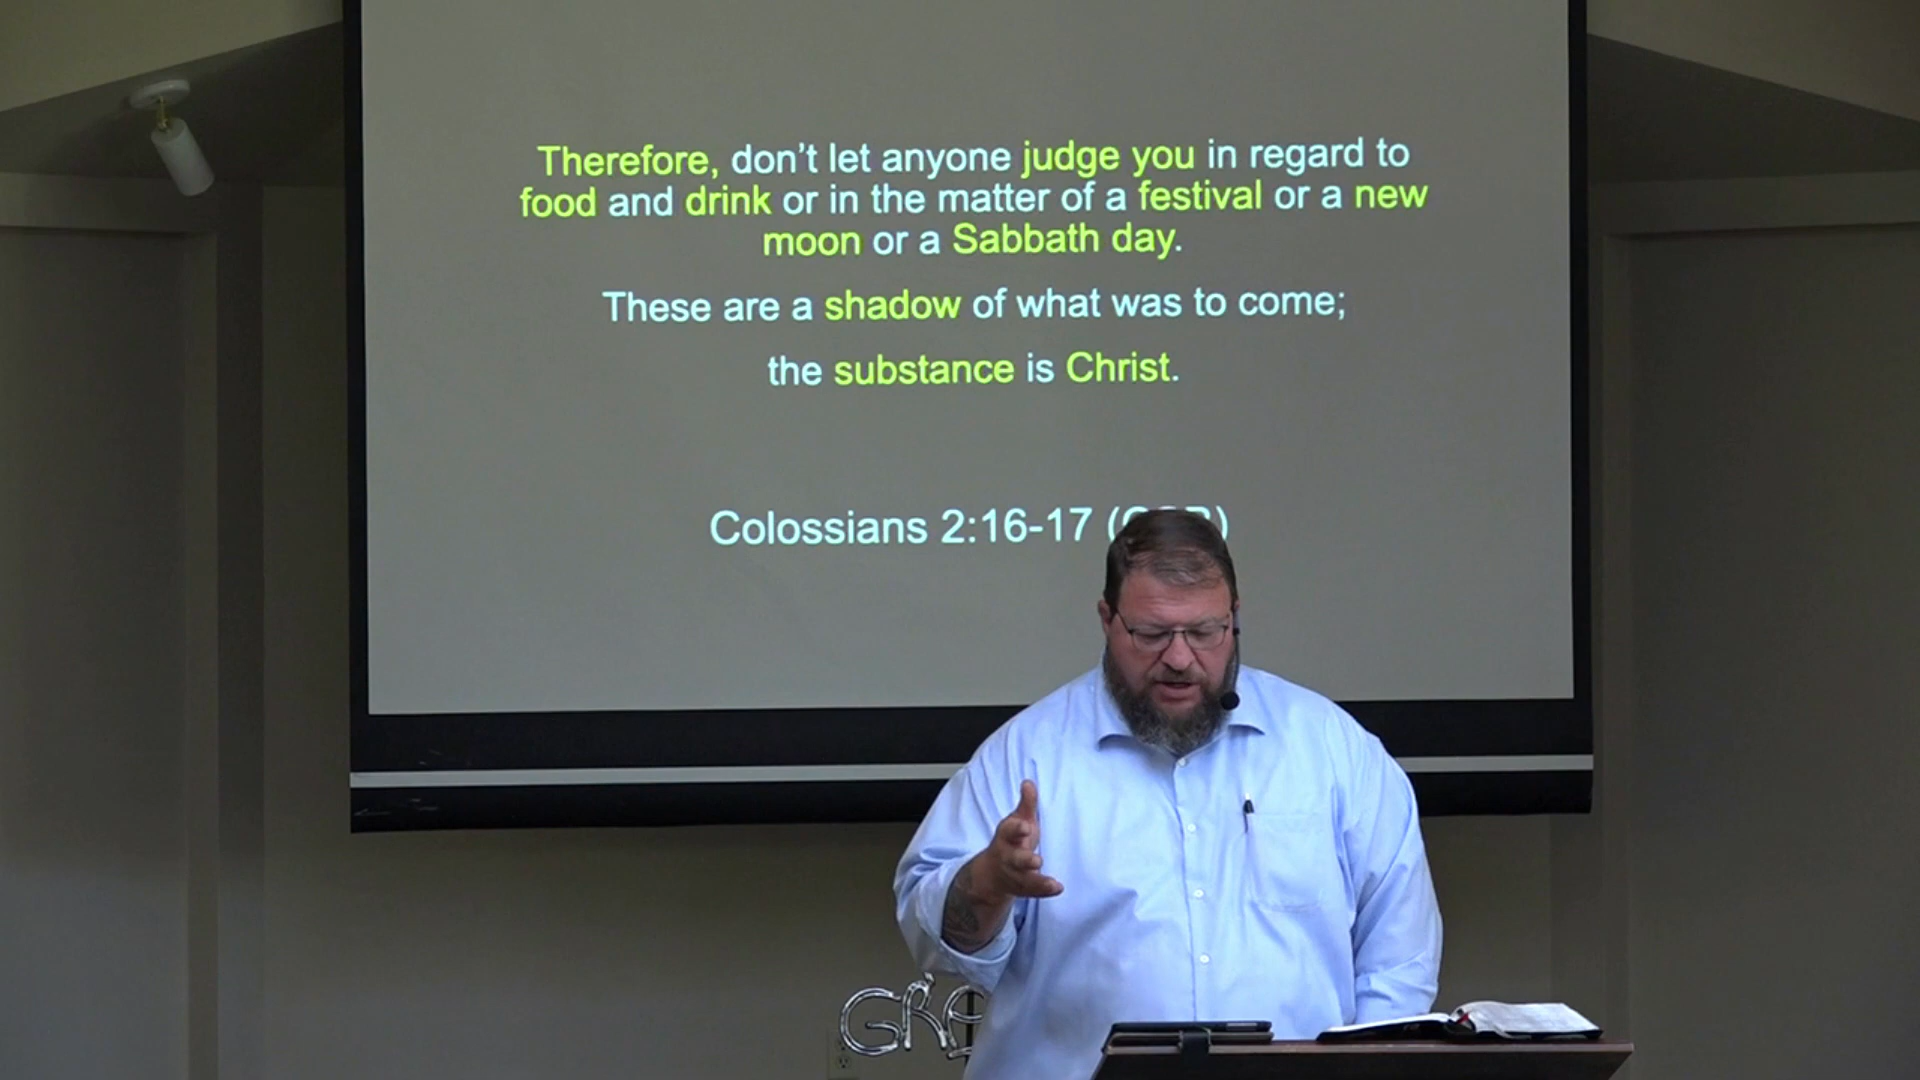 Therefore, don't let anyone judge you in regard to
food and drink or in the matter of a festival or a new
moon or a Sabbath day.
These are a shadow of what was to come;
the substance is Christ.
Colossians 2:16-17